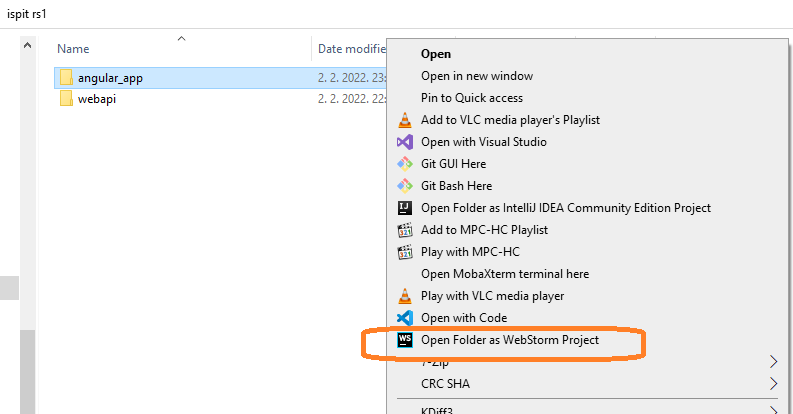 ispit rs1
Name
Date modifie
angular_app
2. 2. 2022. 23:
webapi
2. 2. 2022. 22:
Open
Open in new window
Pin to Quick access
Add to VLC media player's Playlist
Open with Visual Studio
Git GUI Here
Git Bash Here
Open Folder as IntelliJ IDEA Community Edition Project
Add to MPC-HC Playlist
Play with MPC-HC
Open MobaXterm terminal here
Play with VLC media player
Open with Code
Open Folder as WebStorm Project
7-Zip
CRC SHA
KDiff3